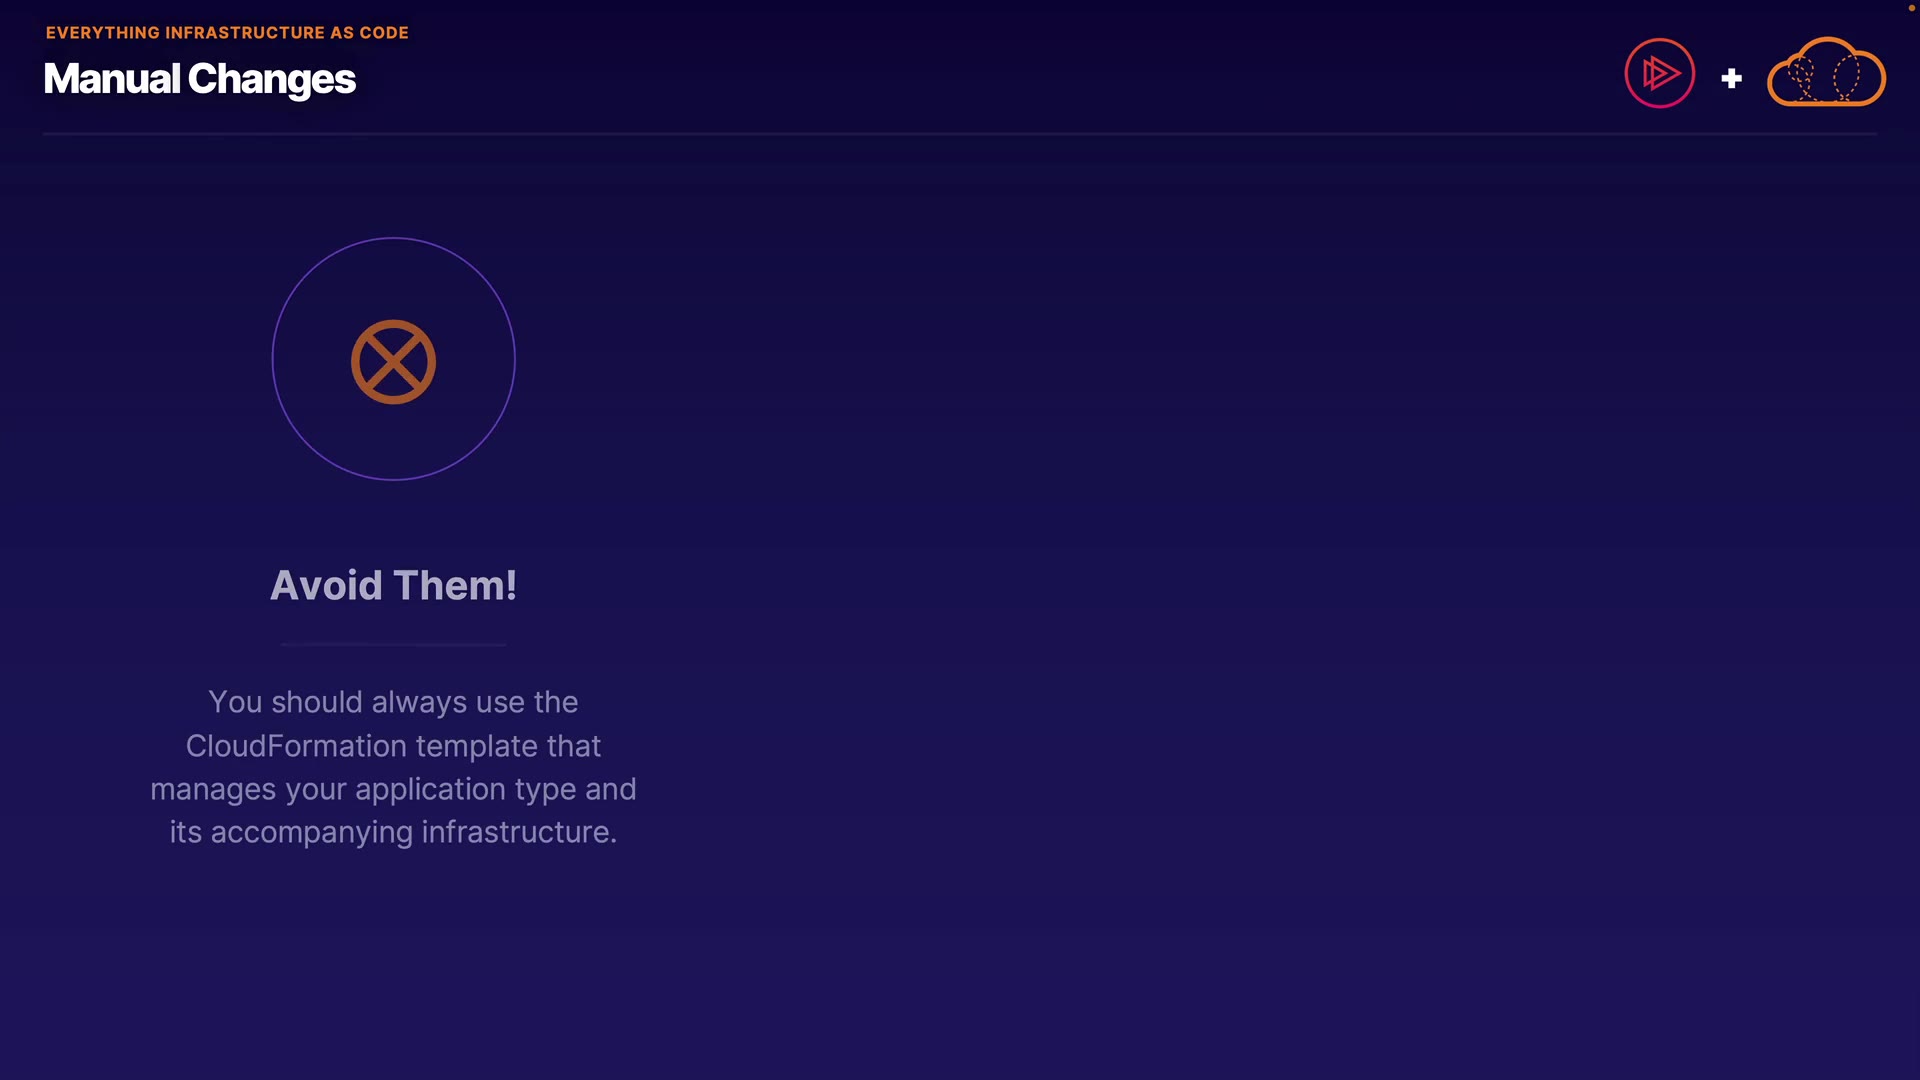 EVERYTHING INFRASTRUCTURE AS CODE
Manual Changes
+
Avoid Them!
You should always use the
CloudFormation template that
manages your application type and
its accompanying infrastructure.